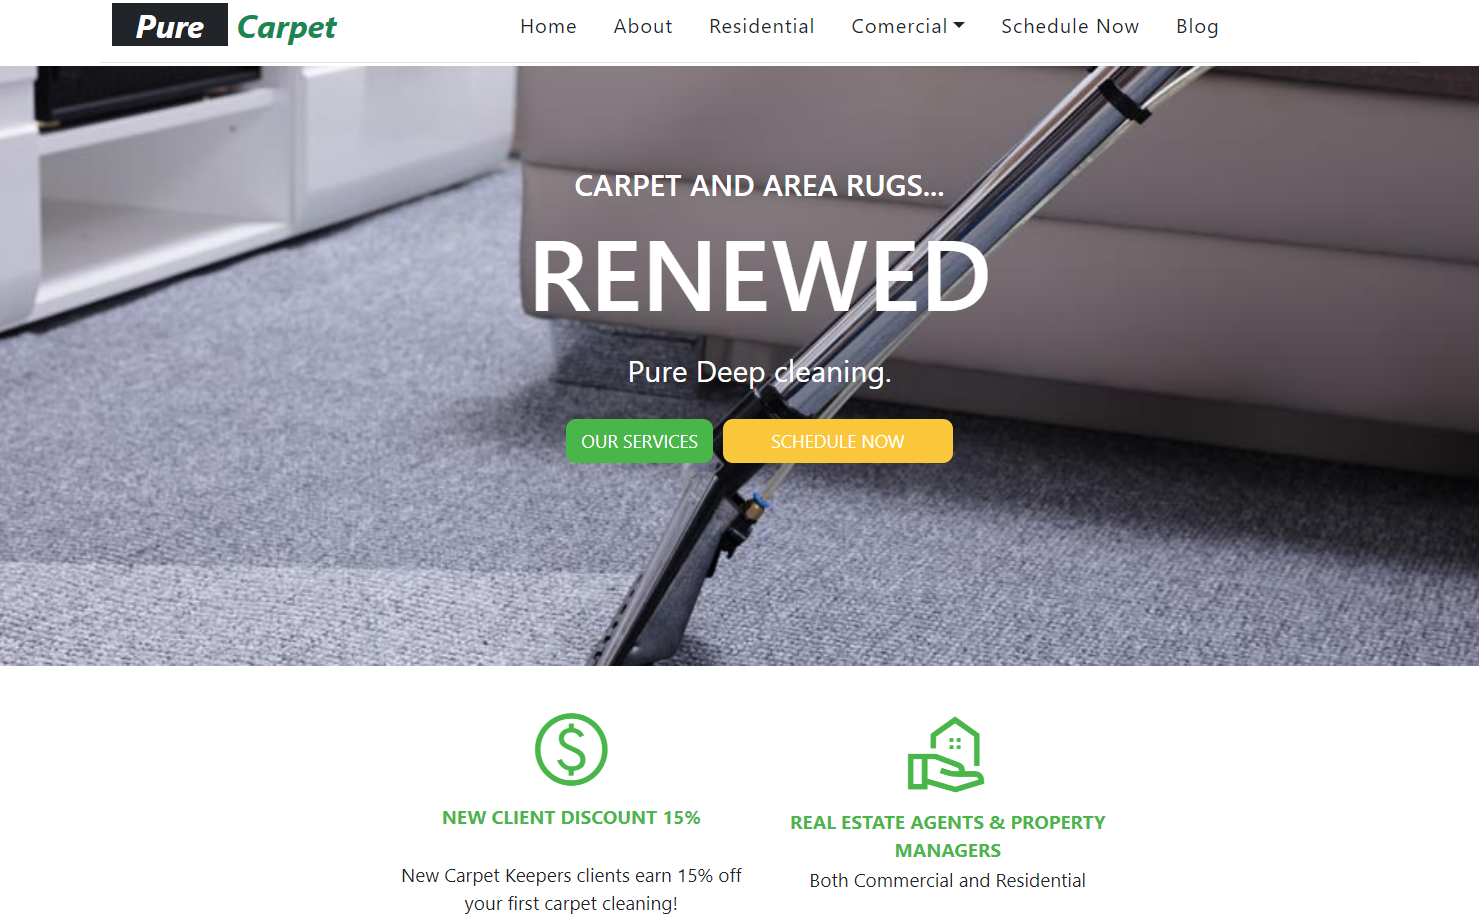 Pure Carpet
Home About Residential Comercial Schedule Now Blog
CARPET AND AREA RUGS...
RENEWED
Pure Deep cleaning.
OUR SERVICES SCHEDULE NOW
$
NEW CLIENT DISCOUNT 15%
New Carpet Keepers clients earn 15% off
your first carpet cleaning!
REAL ESTATE AGENTS & PROPERTY
MANAGERS
Both Commercial and Residential